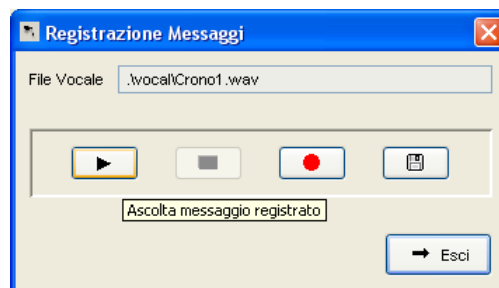 Registrazione Messaggi
File Vocale .\vocal\Crono1.wav
Ascolta messaggio registrato
Esci